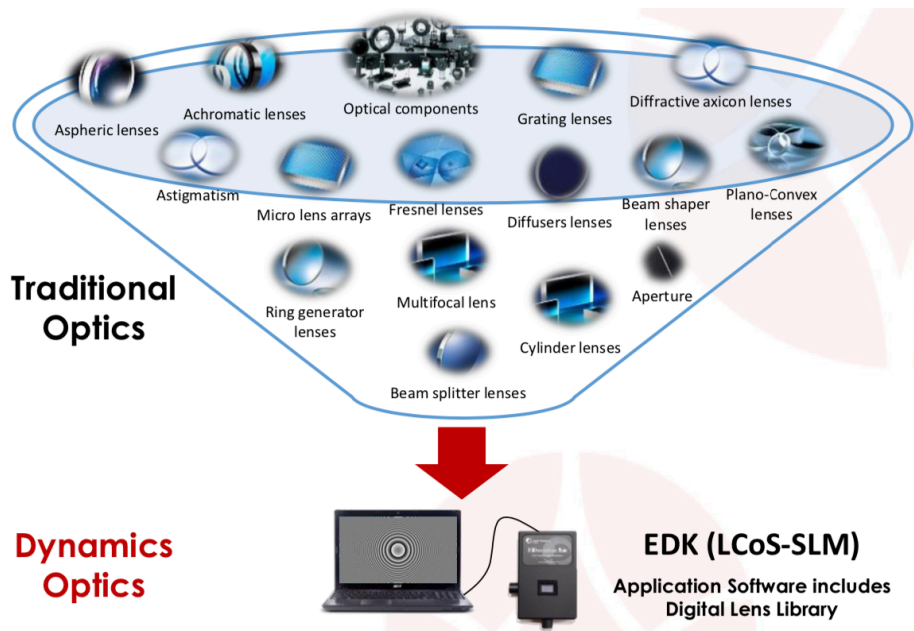 Aspheric lenses
Achromatic lenses
Optical components
Grating lenses
Diffractive axicon lenses
Astigmatism
Micro lens arrays
Fresnel lenses
Diffusers lenses
Beam shaper
lenses
Plano-Convex
lenses
Traditional
Optics
Ring generator
lenses
Multifocal lens
Cylinder lenses
Aperture
Beam splitter lenses
Dynamics
Optics
acer
EDK (LCoS-SLM)
Application Software includes
Digital Lens Library